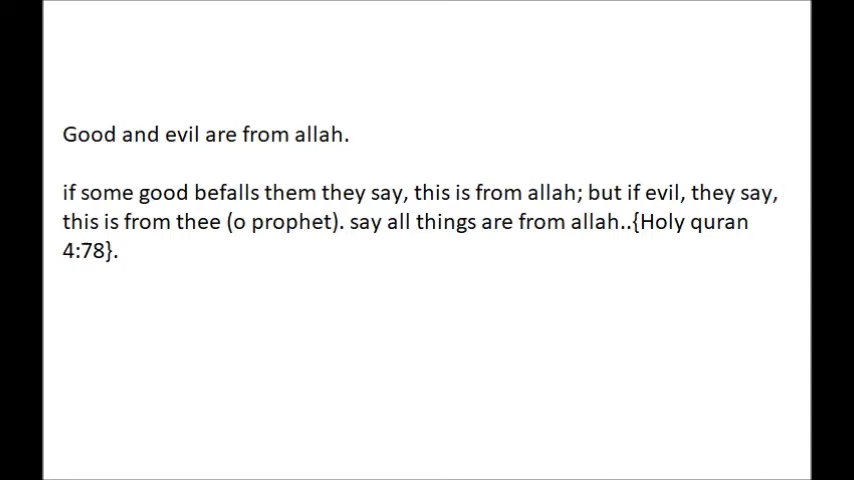 Good and evil are from allah.
if some good befalls them they say, this is from allah; but if evil, they say,
this is from thee (o prophet). say all things are from allah..{Holy quran
4:78}.